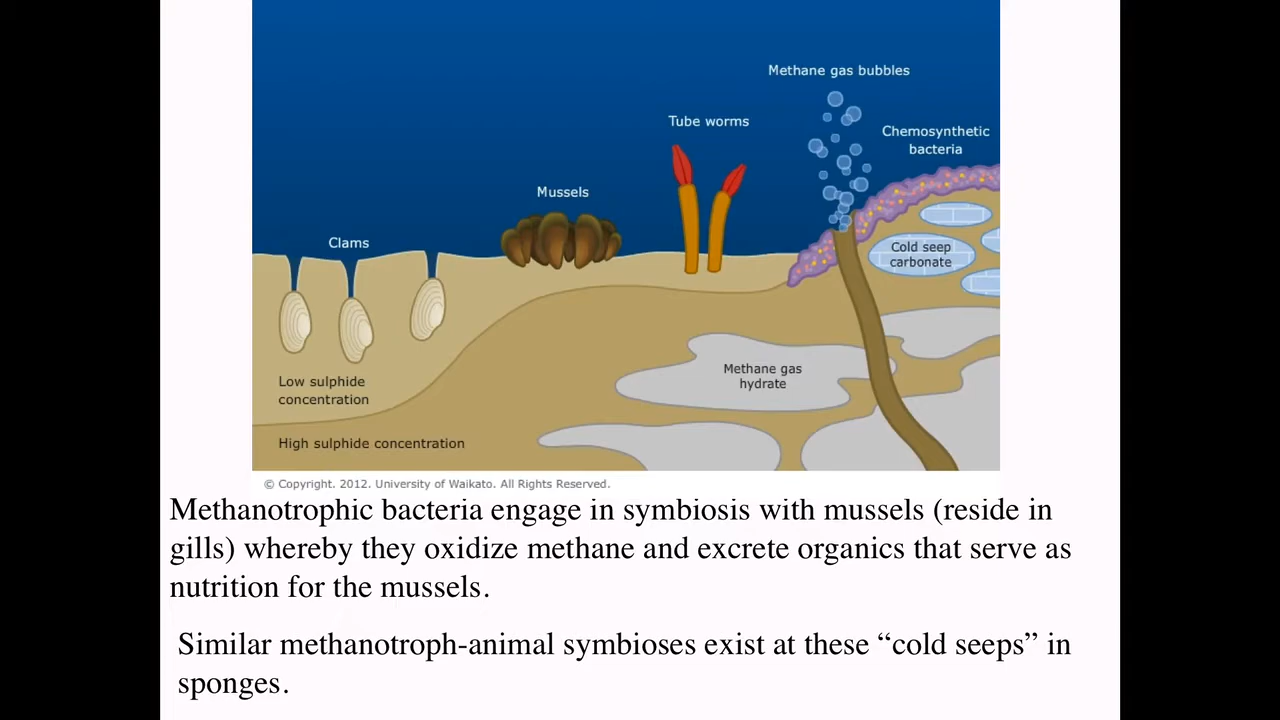 Methane gas bubbles
Tube worms
Chemosynthetic
bacteria
Mussels
Clams
Cold seep
carbonate
Methane gas
hydrate
Low sulphide
concentration
High sulphide concentration
© Copyright. 2012. University of Waikato. All Rights Reserved.
Methanotrophic bacteria engage in symbiosis with mussels (reside in
gills) whereby they oxidize methane and excrete organics that serve as
nutrition for the mussels.
Similar methanotroph-animal symbioses exist at these “cold seeps” in
sponges.